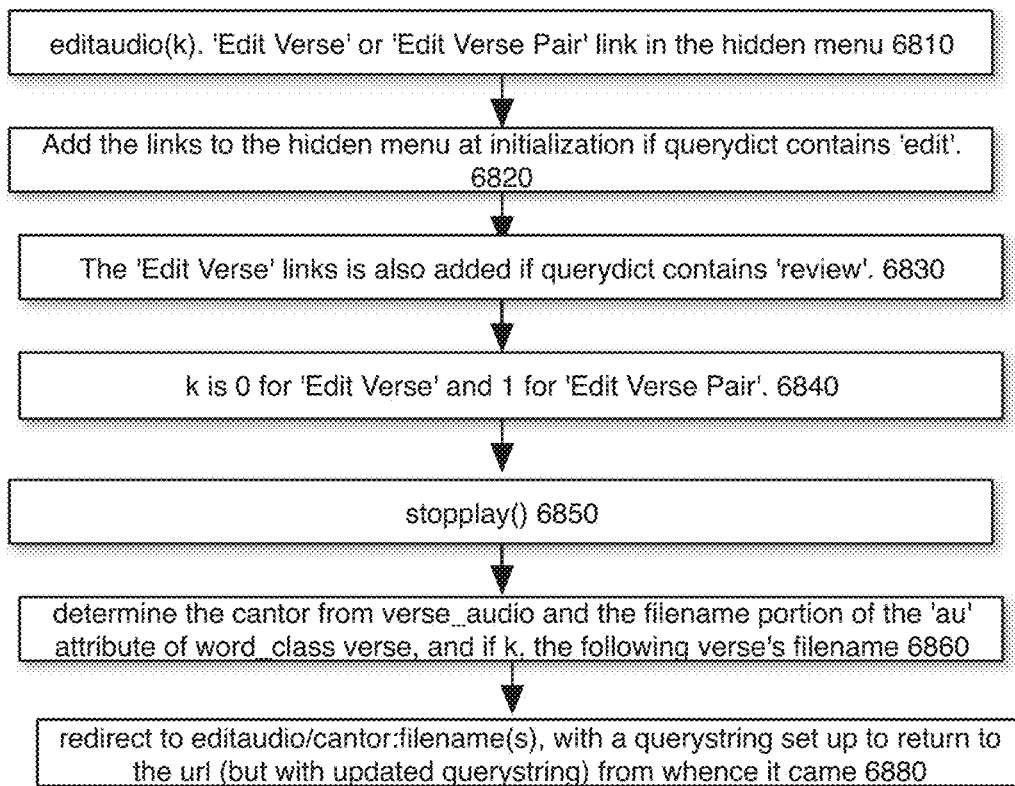 editaudio(k). 'Edit Verse' or 'Edit Verse Pair' link in the hidden menu 6810
Add the links to the hidden menu at initialization if querydict contains 'edit'.
6820
The 'Edit Verse' links is also added if querydict contains 'review'. 6830
k is 0 for 'Edit Verse' and 1 for 'Edit Verse Pair'. 6840
stopplay() 6850
determine the cantor from verse_audio and the filename portion of the 'au'
attribute of word_class verse, and if k, the following verse's filename 6860
redirect to editaudio/cantor:filename(s), with a querystring set up to return to
the url (but with updated querystring) from whence it came 6880